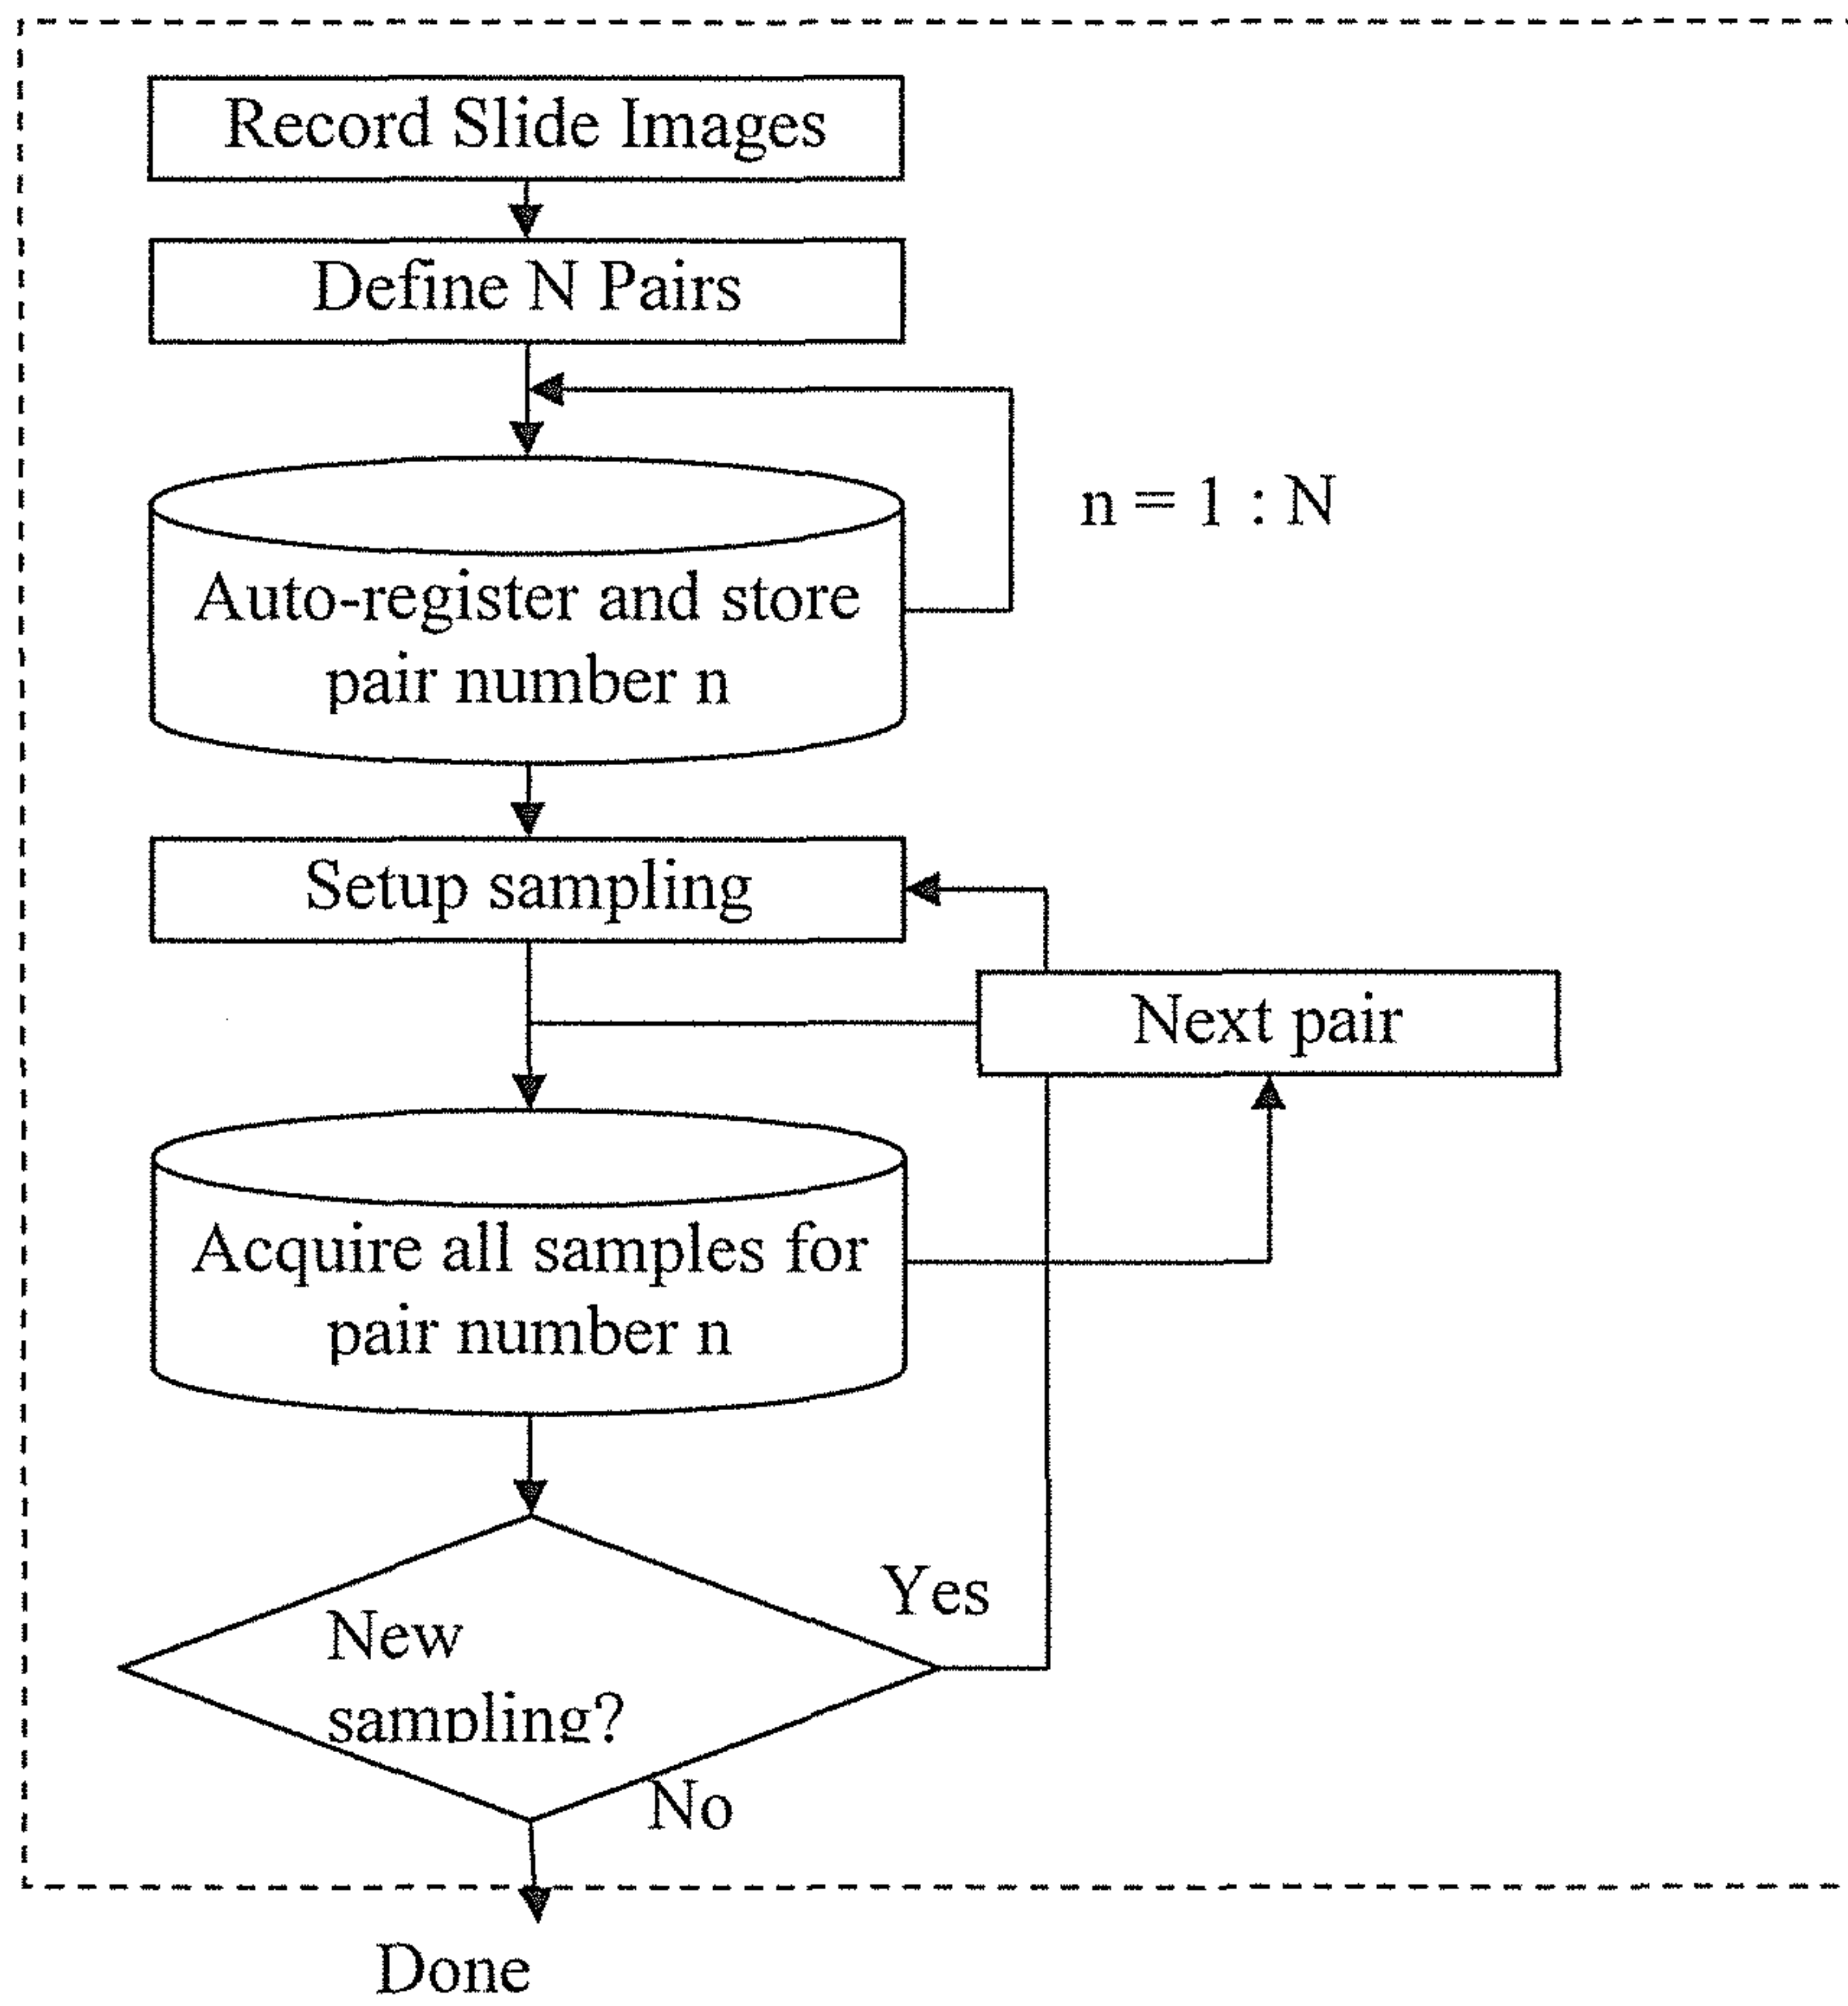 Record Slide Images
Define N Pairs
n = 1 : N
Auto-register and store
pair number n
Setup sampling
Next pair
Acquire all samples for
pair number n
Yes
New
sampling?
No
Done